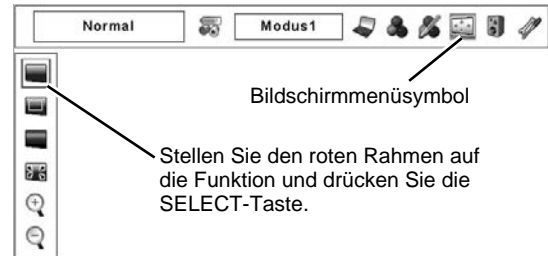 Normal Modus1
Bildschirmmenüsymbol
Stellen Sie den roten Rahmen auf
die Funktion und drücken Sie die
SELECT-Taste.